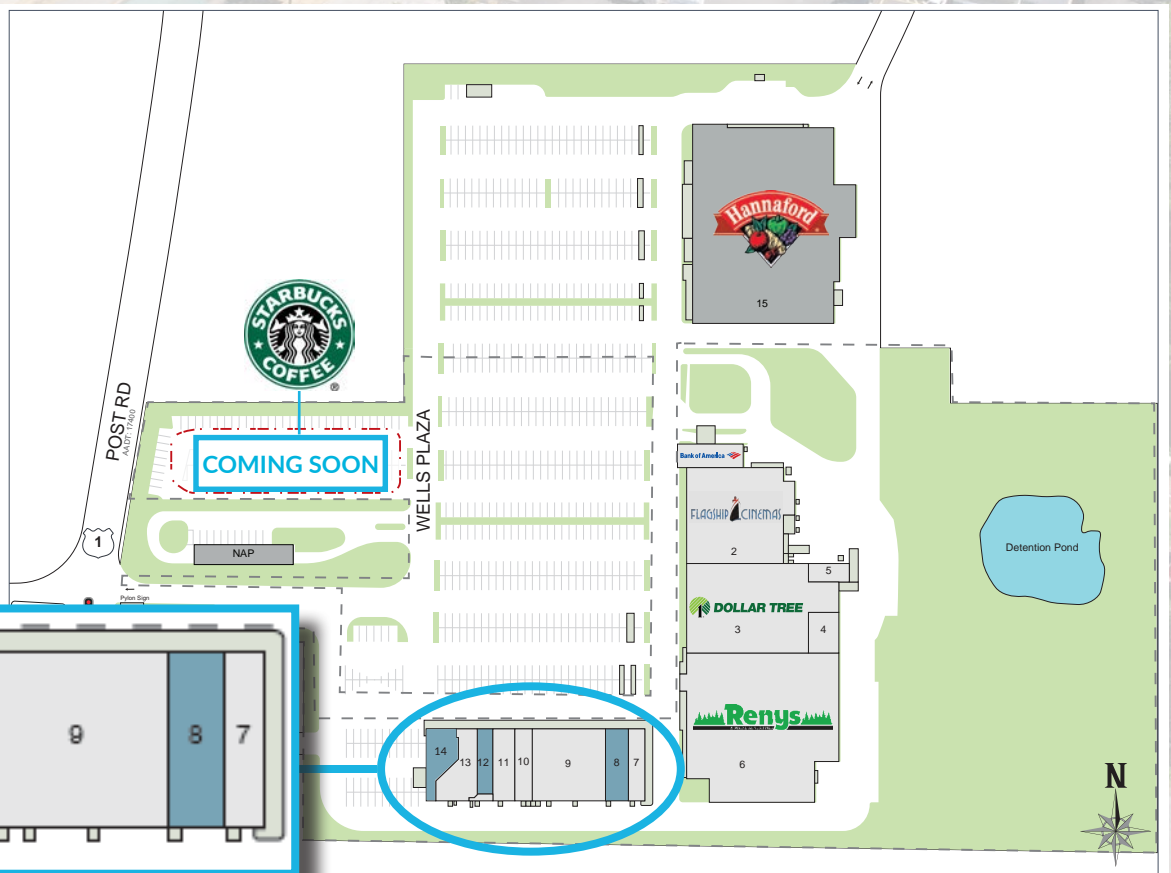 Hannaford
15
STARBUCKS
COFFEE
®
POST RD
AADT: 17400
COMING SOON
WELLS PLAZA
Bank of America
FLAGSHIP CINEMAS
2
1
NAP
Detention Pond
5
DOLLAR TREE
3
4
Pylon Sign
Renys
6
14
13
12
11
10
9
8
7
9
8
7
N